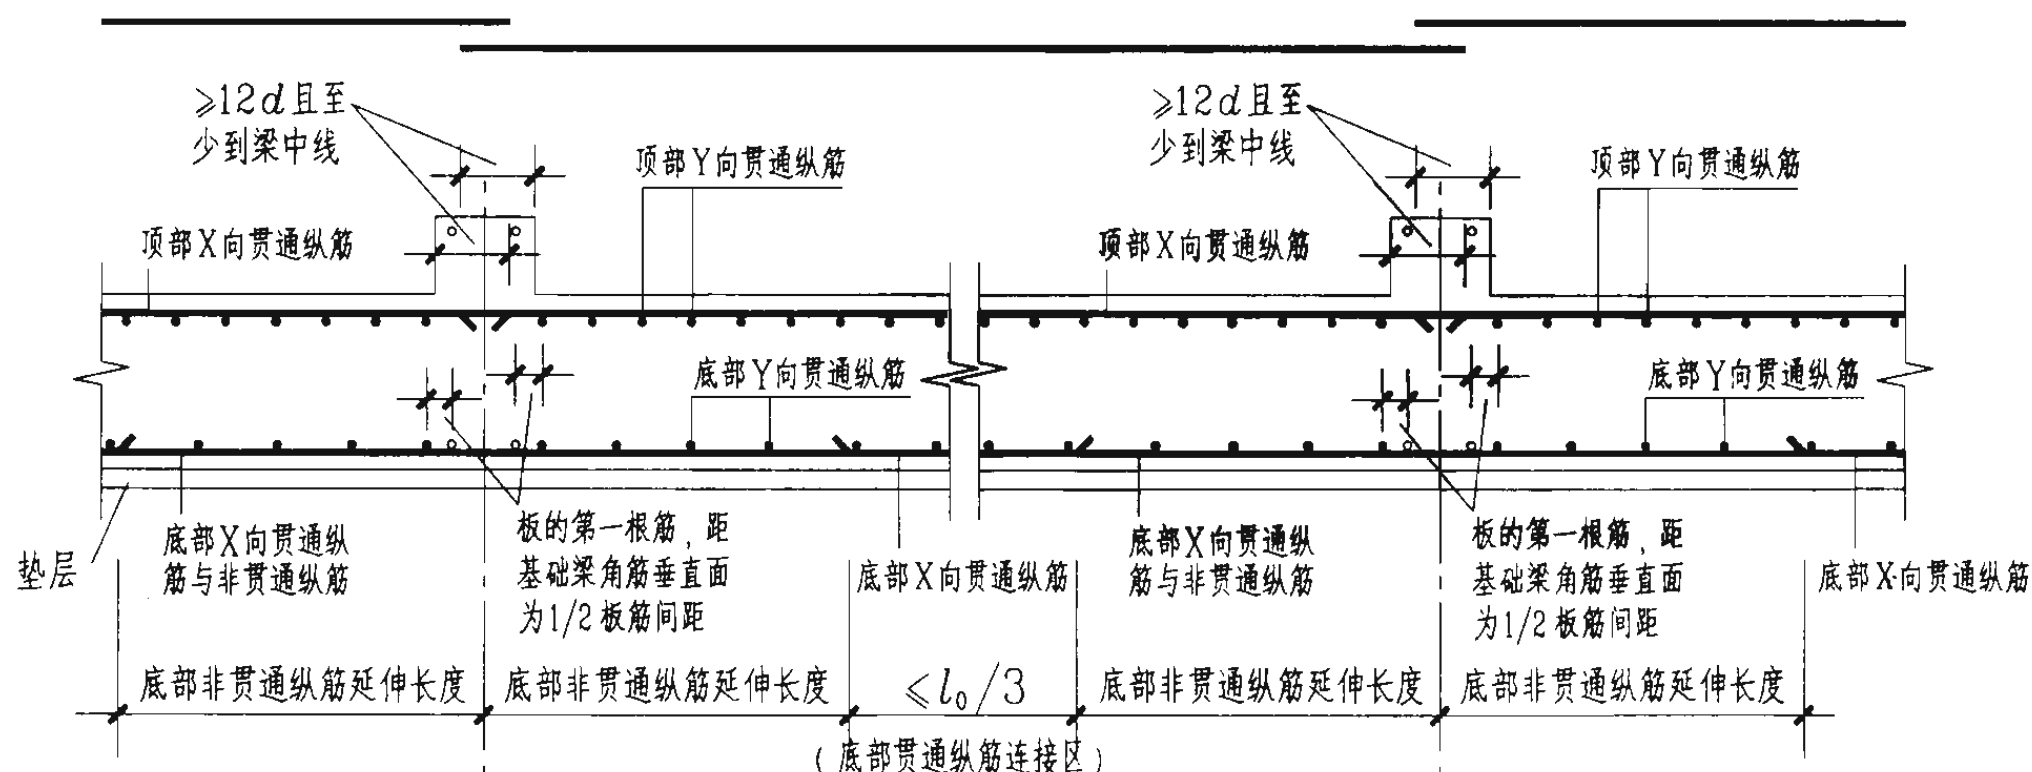 ≥12d且至
少到梁中线
顶部Y向贯通纵筋
≥12d且至
少到梁中线
顶部Y向贯通纵筋
顶部X向贯通纵筋
顶部X向贯通纵筋
底部Y向贯通纵筋
底部Y向贯通纵筋
垫层
底部X向贯通纵
筋与非贯通纵筋
板的第一根筋,距
基础梁角筋垂直面
为1/2板筋间距
底部X向贯通纵筋
底部X向贯通纵
筋与非贯通纵筋
板的第一根筋,距
基础梁角筋垂直面
为1/2板筋间距
底部X向贯通纵筋
底部非贯通纵筋延伸长度
底部非贯通纵筋延伸长度
≤l₀/3
底部非贯通纵筋延伸长度
底部非贯通纵筋延伸长度
(底部贯通纵筋连接区)